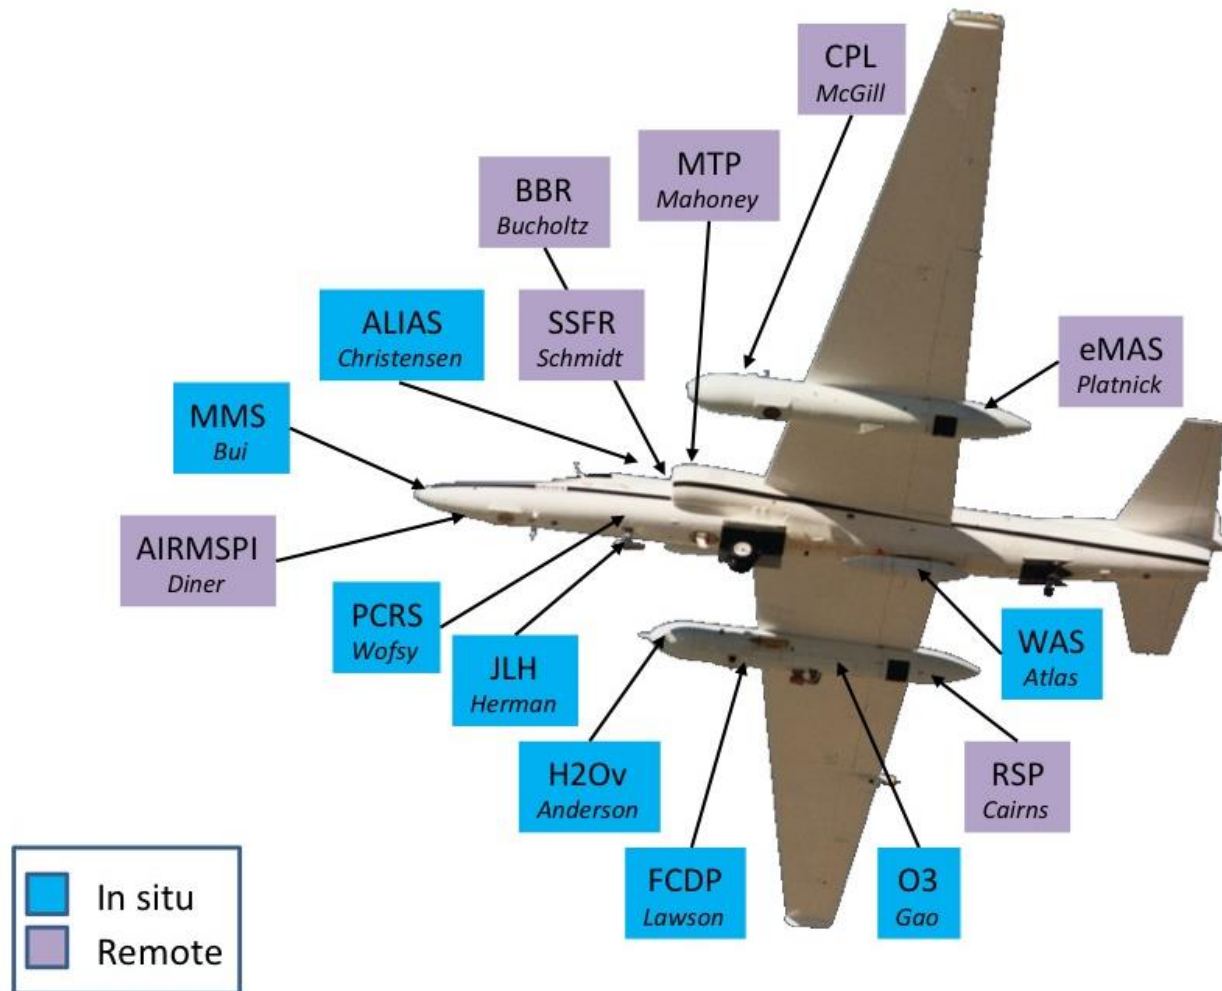 CPL
McGill
MTP
Mahoney
BBR
Bucholtz
ALIAS
Christensen
SSFR
Schmidt
eMAS
Platnick
MMS
Bui
AIRMSPI
Diner
PCRS
Wofsy
JLH
Herman
WAS
Atlas
H2Ov
Anderson
RSP
Cairns
FCDP
Lawson
O3
Gao
In situ
Remote